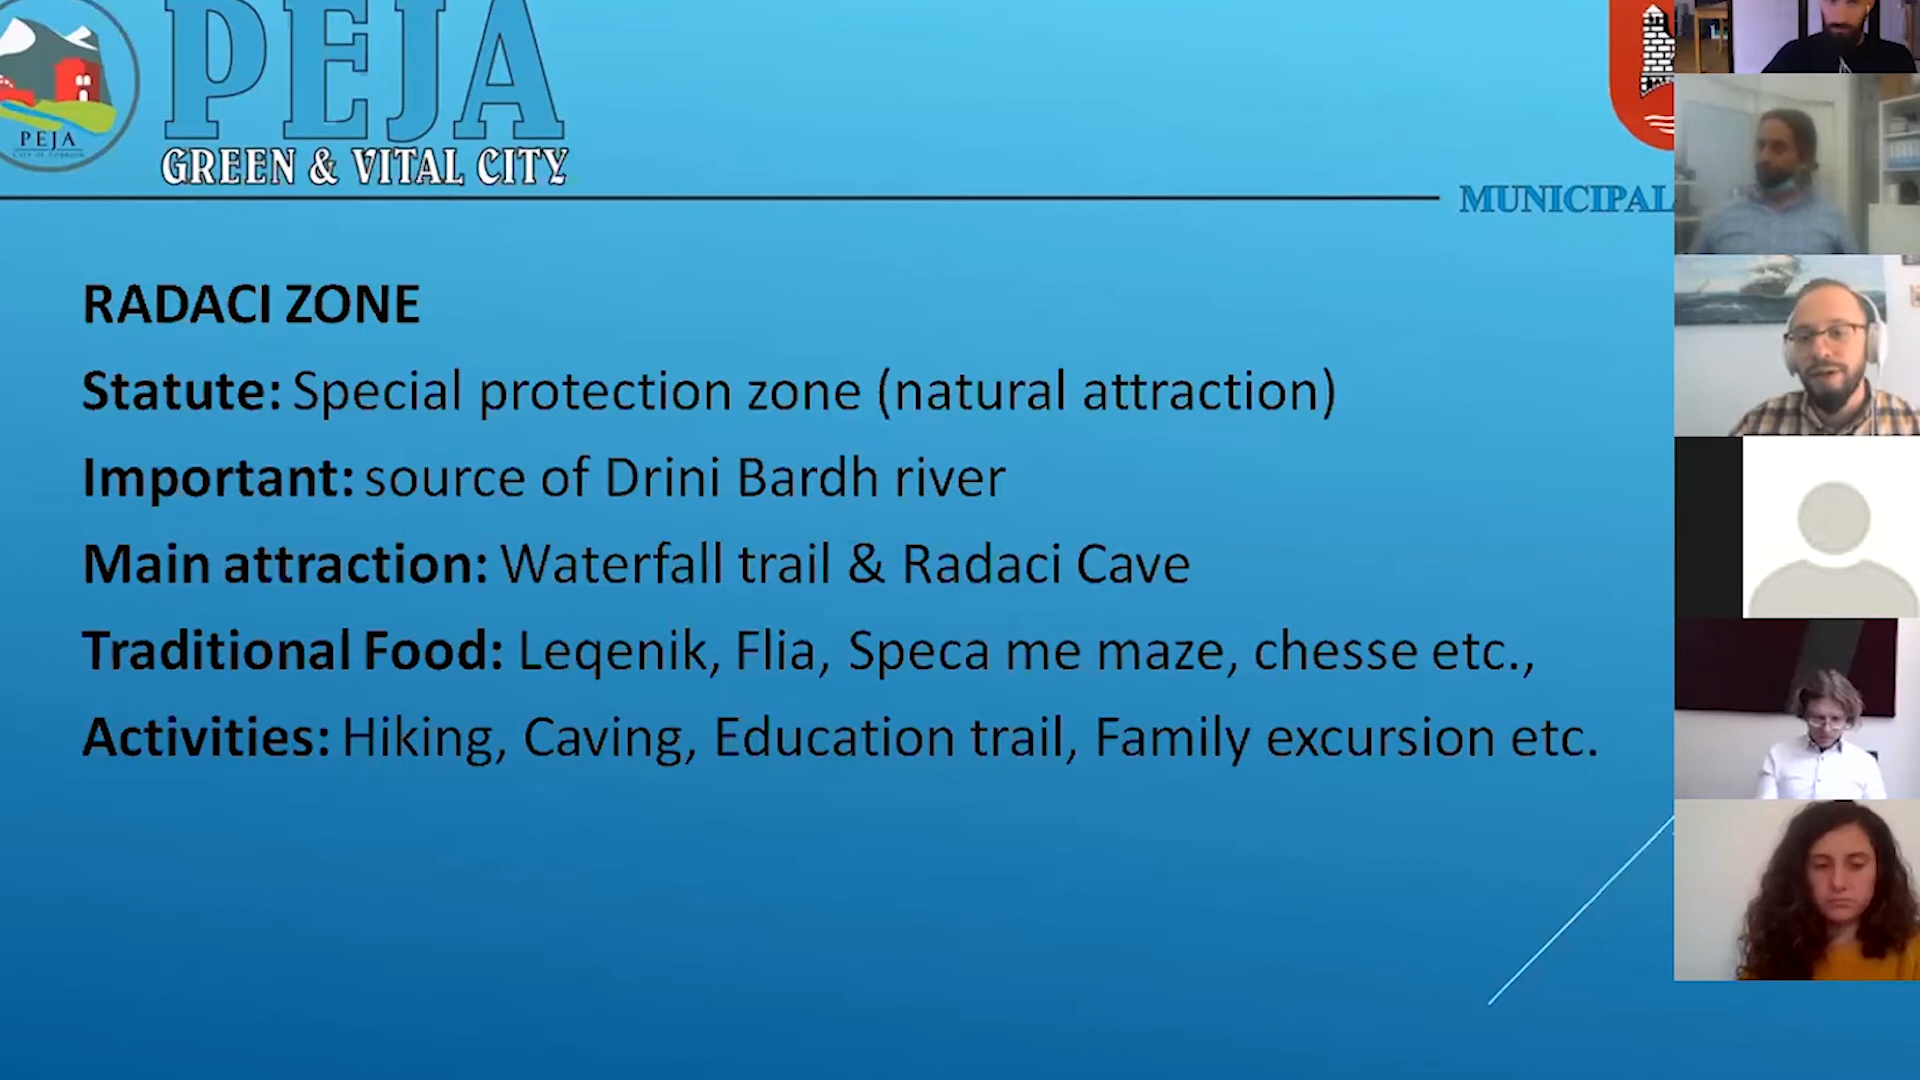 PEJA
GREEN & VITAL CITY
PEJA
MUNICIPAL
RADACI ZONE
Statute: Special protection zone (natural attraction)
Important: source of Drini Bardh river
Main attraction: Waterfall trail & Radaci Cave
Traditional Food: Leqenik, Flia, Speca me maze, chesse etc.,
Activities: Hiking, Caving, Education trail, Family excursion etc.